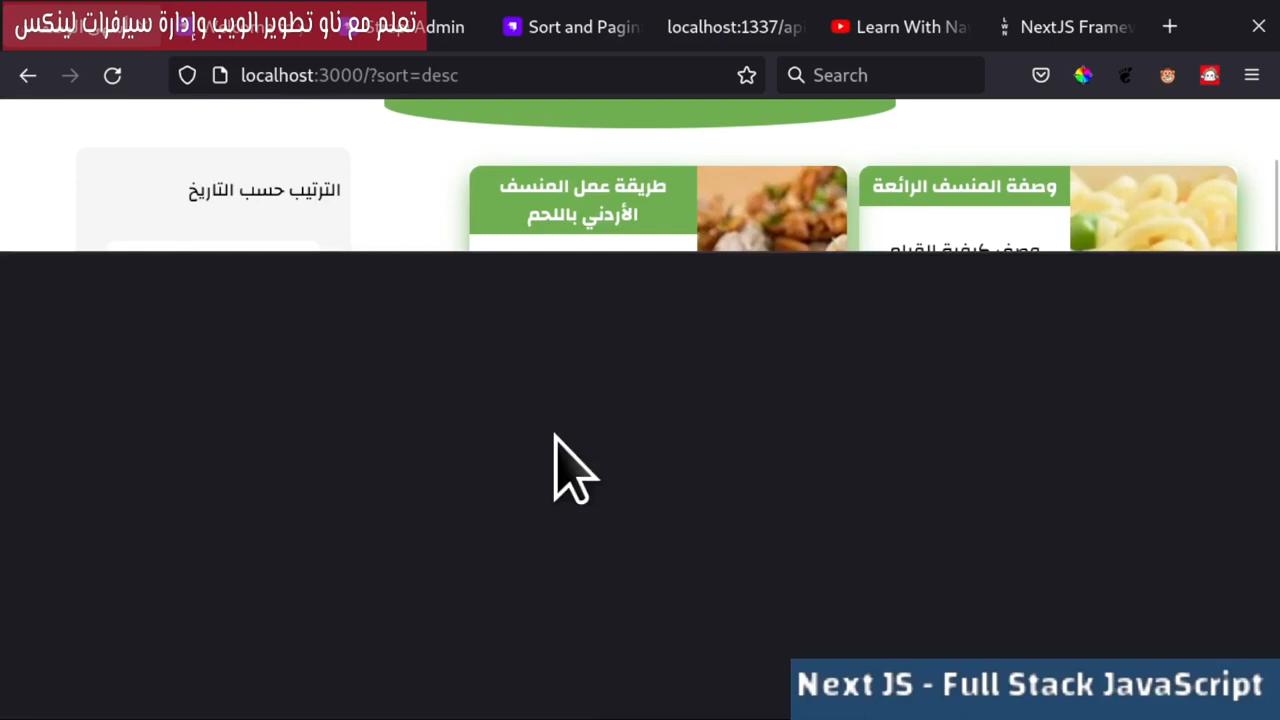 تعلم مع ناو تطوير الويب وإدارة سيرفرات لينكس
Admin
Sort and Pagin
localhost:1337/api
Learn With Na
NextJS Framew
localhost:3000/?sort=desc
Search
الترتيب حسب التاريخ
وصفة المنسف الرائعة
طريقة عمل المنسف
الأردني باللحم
Next JS - Full Stack JavaScript